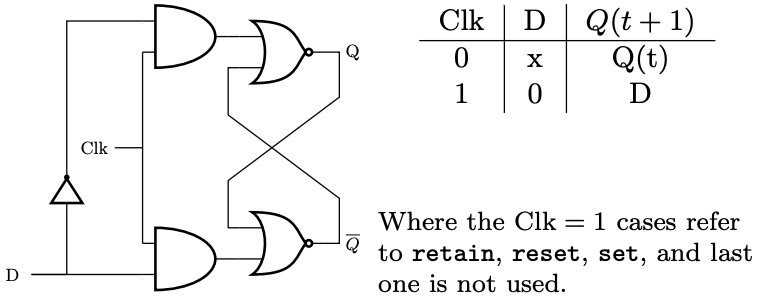 Clk D Q(t + 1)
0 x Q(t)
1 0 D
Q
Clk
D
Q̅
Where the Clk = 1 cases refer
to retain, reset, set, and last
one is not used.